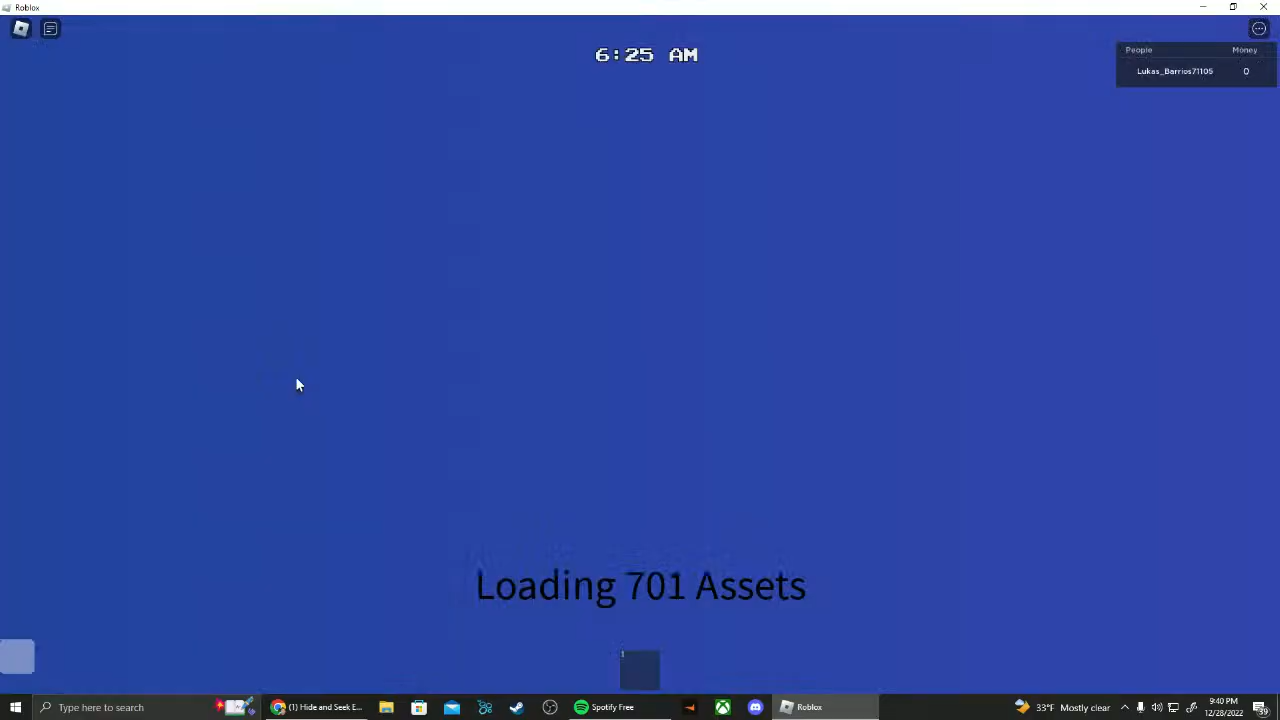 Roblox
6:25 AM
People Money
Lukas_Barrios71105 0
Loading 701 Assets
1
Type here to search
(1) Hide and Seek E...
Spotify Free
Roblox
33°F Mostly clear
9:40 PM
12/28/2022